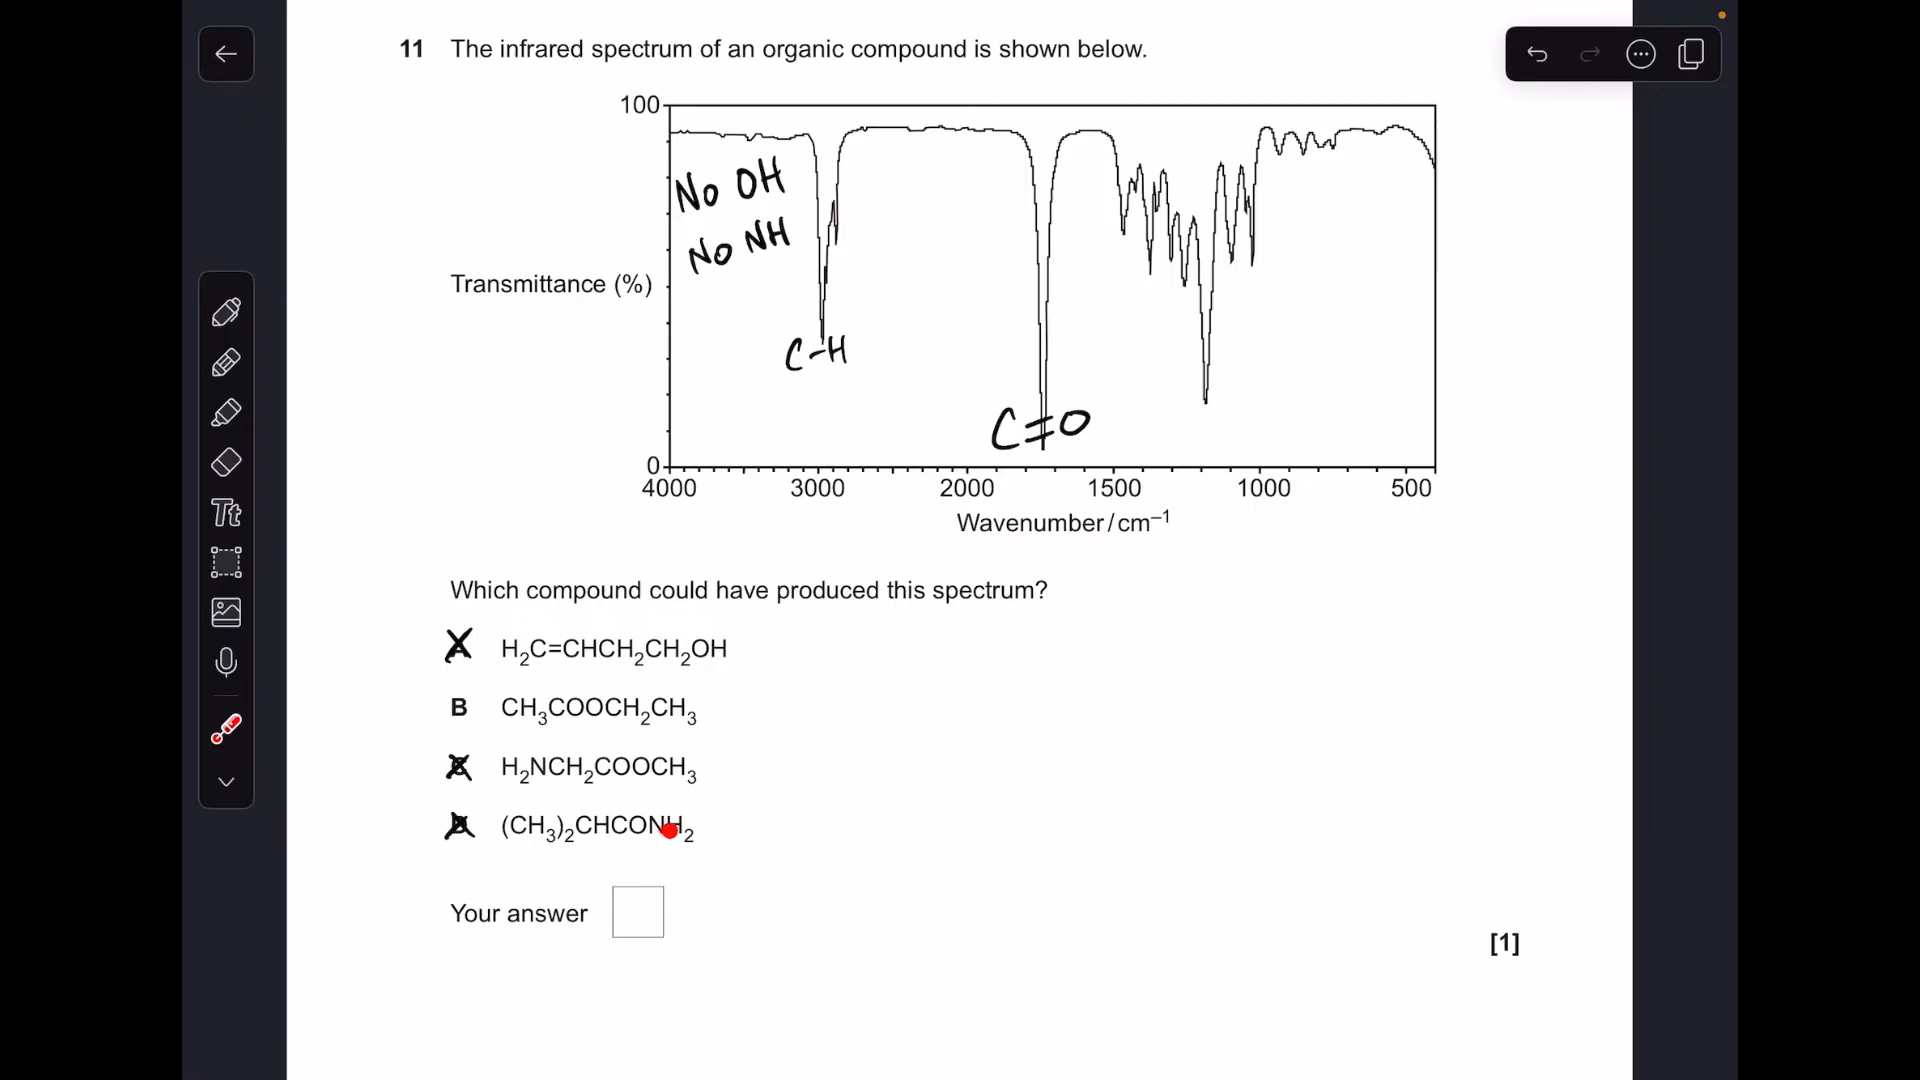 11 The infrared spectrum of an organic compound is shown below.
100
No OH
No NH
Transmittance (%)
C-H
C=O
0
4000 3000 2000 1500 1000 500
Wavenumber/cm⁻¹
Which compound could have produced this spectrum?
A H₂C=CHCH₂CH₂OH
B CH₃COOCH₂CH₃
C H₂NCH₂COOCH₃
D (CH₃)₂CHCONH₂
Your answer
[1]
Tt